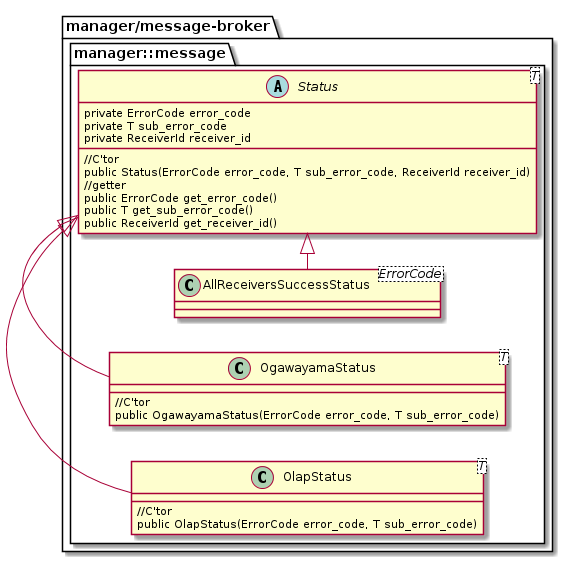 manager/message-broker
manager::message
A Status T
private ErrorCode error_code
private T sub_error_code
private ReceiverId receiver_id
//C'tor
public Status(ErrorCode error_code, T sub_error_code, ReceiverId receiver_id)
//getter
public ErrorCode get_error_code()
public T get_sub_error_code()
public ReceiverId get_receiver_id()
C AllReceiversSuccessStatus ErrorCode
C OgawayamaStatus T
//C'tor
public OgawayamaStatus(ErrorCode error_code, T sub_error_code)
C OlapStatus T
//C'tor
public OlapStatus(ErrorCode error_code, T sub_error_code)